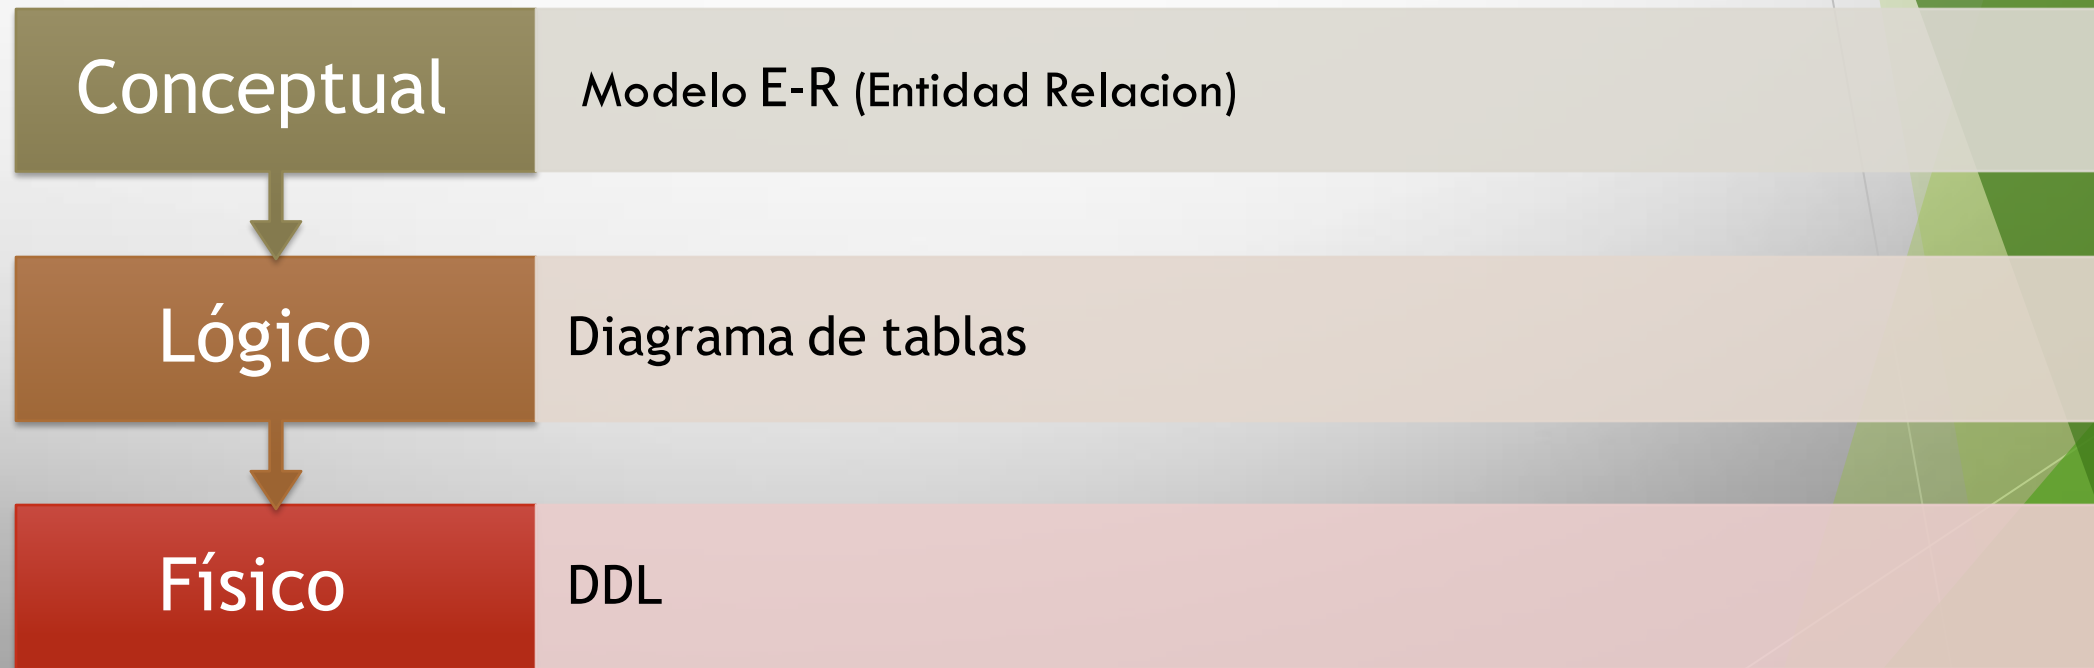 Conceptual
Modelo E-R (Entidad Relacion)
Lógico
Diagrama de tablas
Físico
DDL